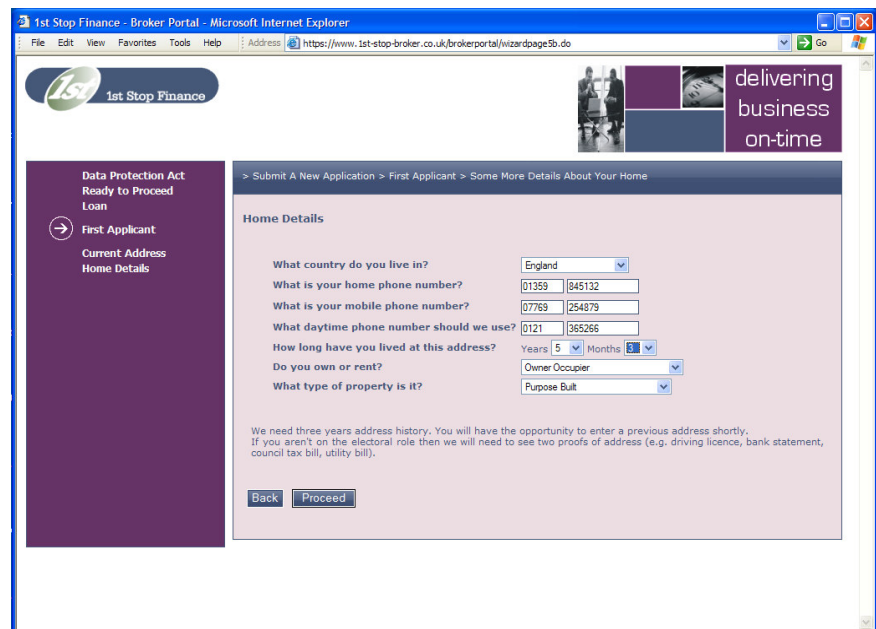 1st Stop Finance - Broker Portal - Microsoft Internet Explorer
File Edit View Favorites Tools Help Address https://www.1st-stop-broker.co.uk/brokerportal/wizardpage5b.do Go
1st 1st Stop Finance
delivering
business
on-time
Data Protection Act
Ready to Proceed
Loan
First Applicant
Current Address
Home Details
> Submit A New Application > First Applicant > Some More Details About Your Home
Home Details
What country do you live in? England
What is your home phone number? 01359 845132
What is your mobile phone number? 07769 254879
What daytime phone number should we use? 0121 365266
How long have you lived at this address? Years 5 Months 3
Do you own or rent? Owner Occupier
What type of property is it? Purpose Built
We need three years address history. You will have the opportunity to enter a previous address shortly.
If you aren't on the electoral role then we will need to see two proofs of address (e.g. driving licence, bank statement,
council tax bill, utility bill).
Back Proceed